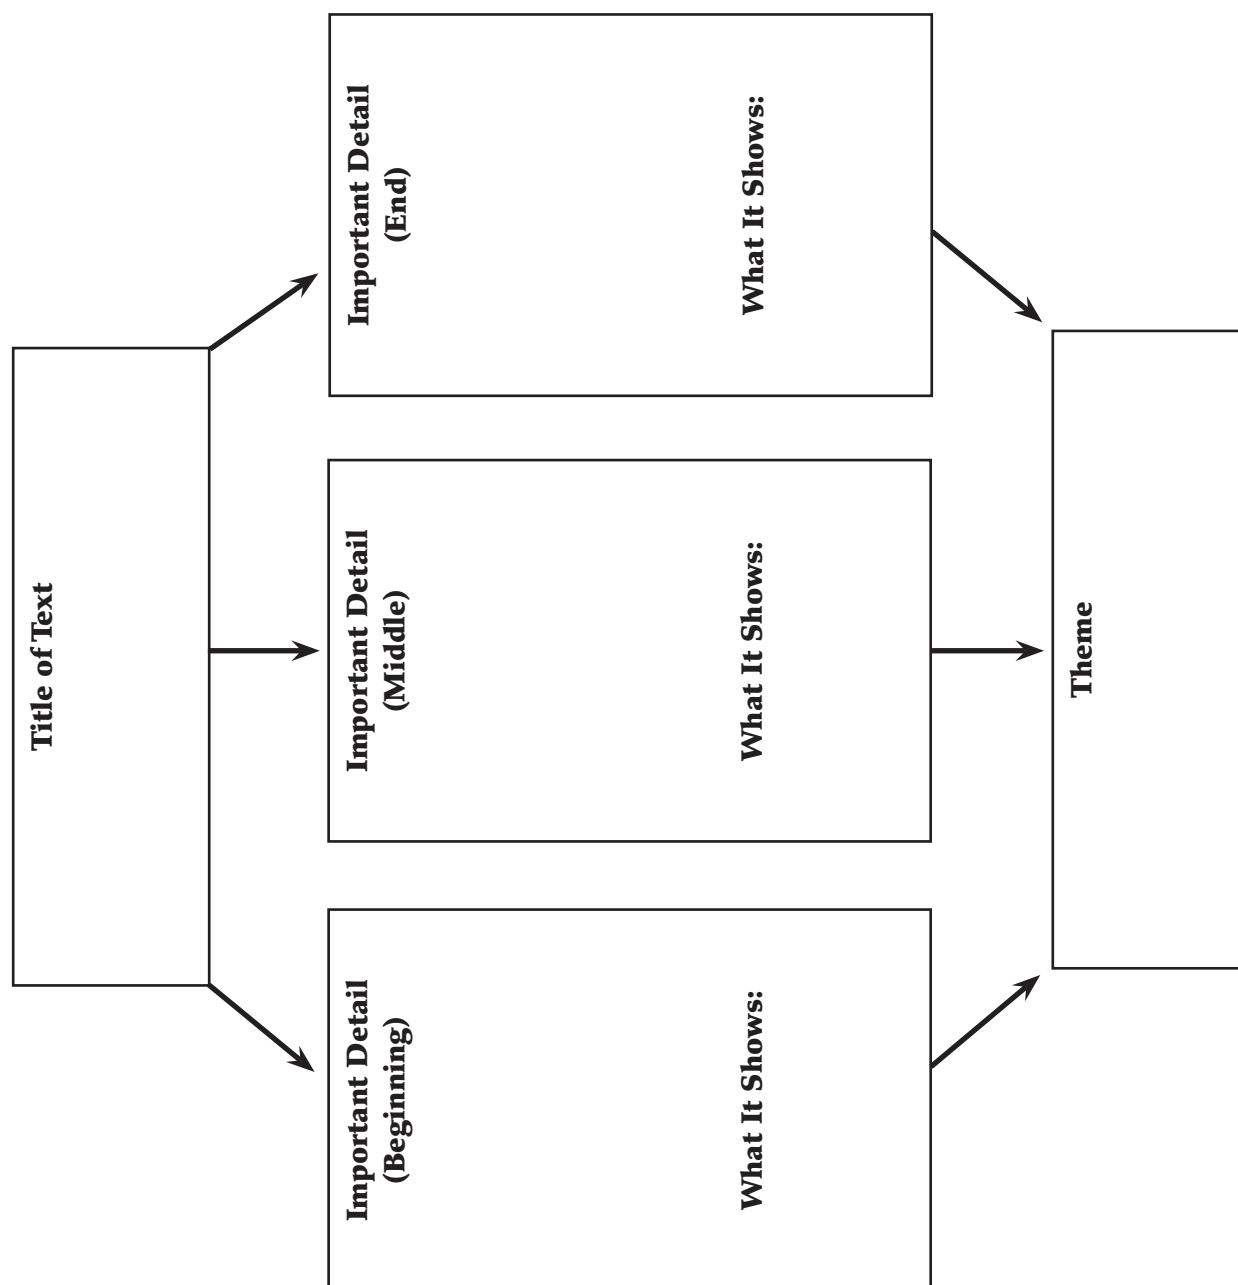 Title of Text
Important Detail
(Beginning)
What It Shows:
Important Detail
(Middle)
What It Shows:
Important Detail
(End)
What It Shows:
Theme